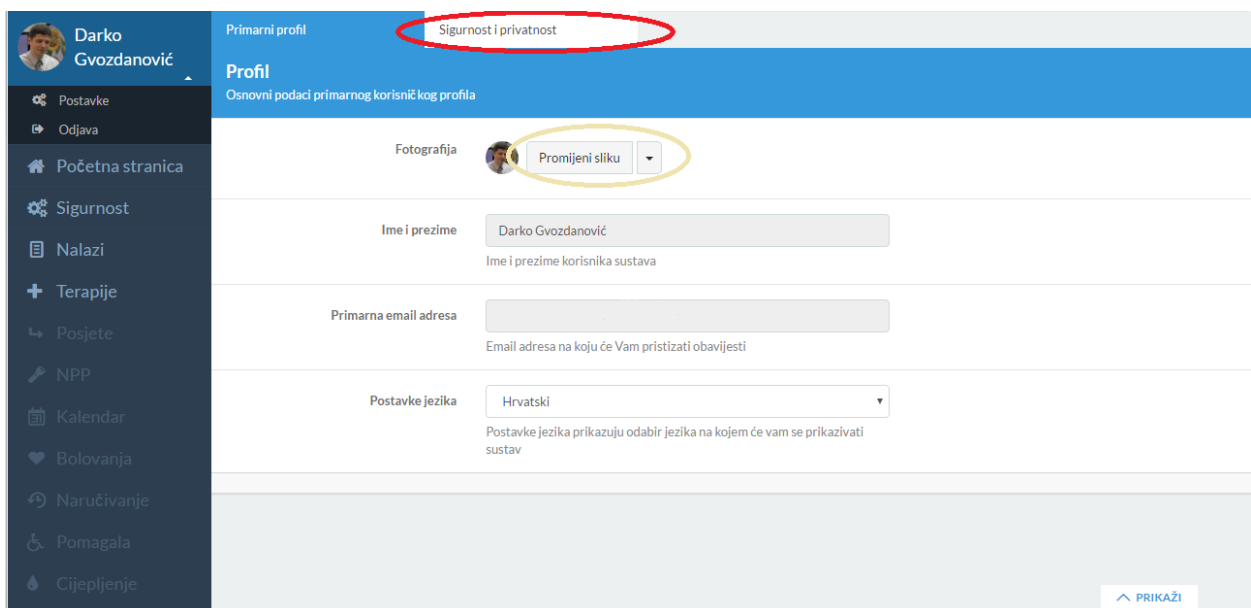 Darko
Gvozdanović
Postavke
Odjava
Početna stranica
Sigurnost
Nalazi
Terapije
Posjete
NPP
Kalendar
Bolovanja
Naručivanje
Pomagala
Cijepljenje
Primarni profil
Sigurnost i privatnost
Profil
Osnovni podaci primarnog korisničkog profila
Fotografija
Promijeni sliku
Ime i prezime
Darko Gvozdanović
Ime i prezime korisnika sustava
Primarna email adresa
Email adresa na koju će Vam pristizati obavijesti
Postavke jezika
Hrvatski
Postavke jezika prikazuju odabir jezika na kojem će vam se prikazivati
sustav
PRIKAŽI